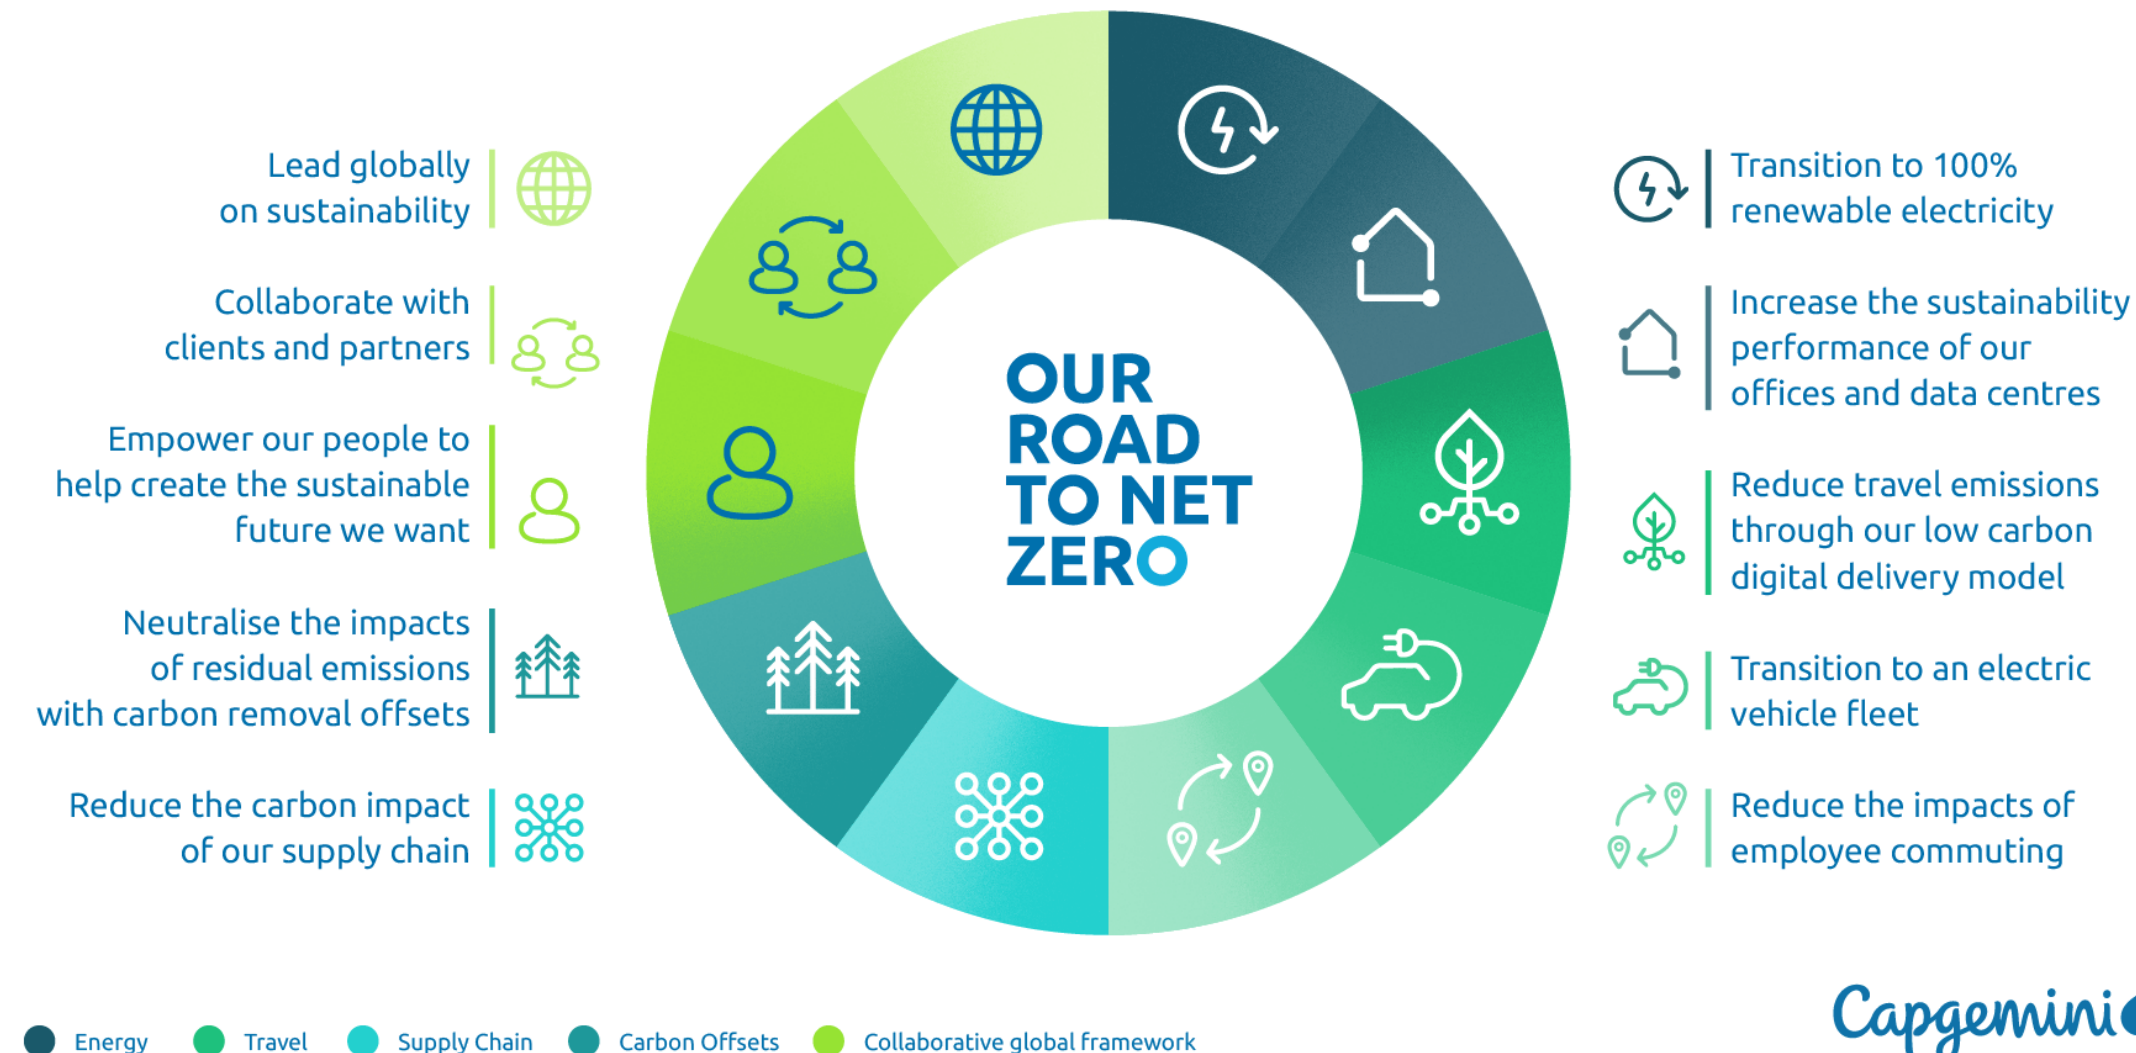 Lead globally
on sustainability
Collaborate with
clients and partners
Empower our people to
help create the sustainable
future we want
Neutralise the impacts
of residual emissions
with carbon removal offsets
Reduce the carbon impact
of our supply chain
OUR
ROAD
TO NET
ZERO
Transition to 100%
renewable electricity
Increase the sustainability
performance of our
offices and data centres
Reduce travel emissions
through our low carbon
digital delivery model
Transition to an electric
vehicle fleet
Reduce the impacts of
employee commuting
Energy Travel Supply Chain Carbon Offsets Collaborative global framework
Capgemini